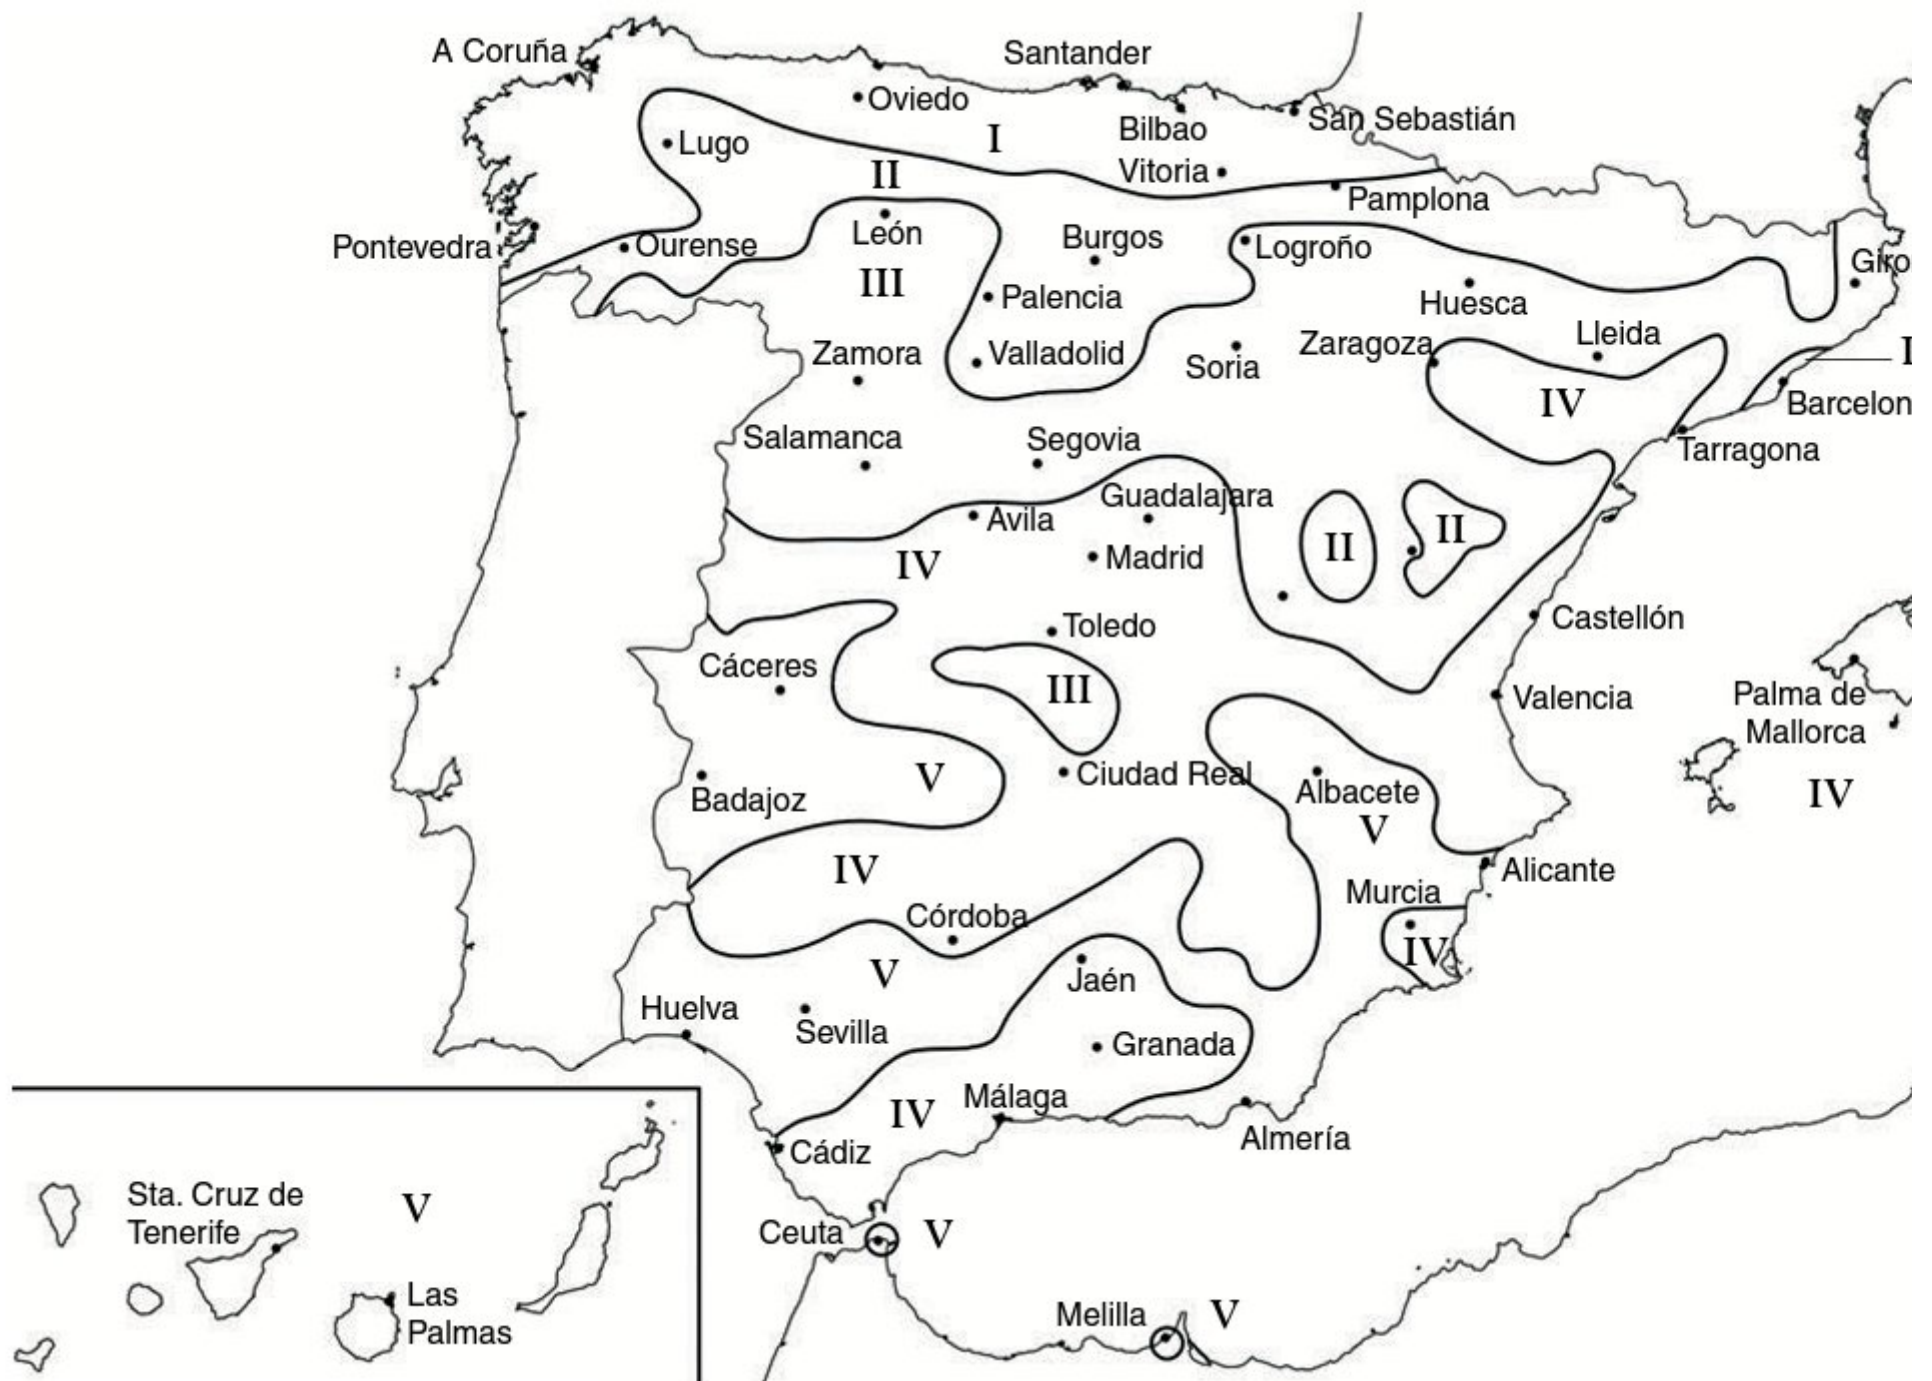 A Coruña
Santander
Oviedo
San Sebastián
Bilbao
I
Lugo
Vitoria
II
Pamplona
Pontevedra
Ourense
León
Burgos
Logroño
Giro
III
Palencia
Huesca
Zamora
Valladolid
Soria
Zaragoza
Lleida
I
IV
Barcelon
Salamanca
Segovia
Tarragona
Guadalajara
Avila
II
II
IV
Madrid
Toledo
Castellón
Cáceres
III
Valencia
Palma de
Mallorca
V
Ciudad Real
Badajoz
Albacete
IV
V
IV
Alicante
Murcia
Córdoba
IV
V
Jaén
Huelva
Sevilla
Granada
Málaga
IV
Almería
Cádiz
Sta. Cruz de
Tenerife
V
Ceuta
V
Las
Palmas
Melilla
V